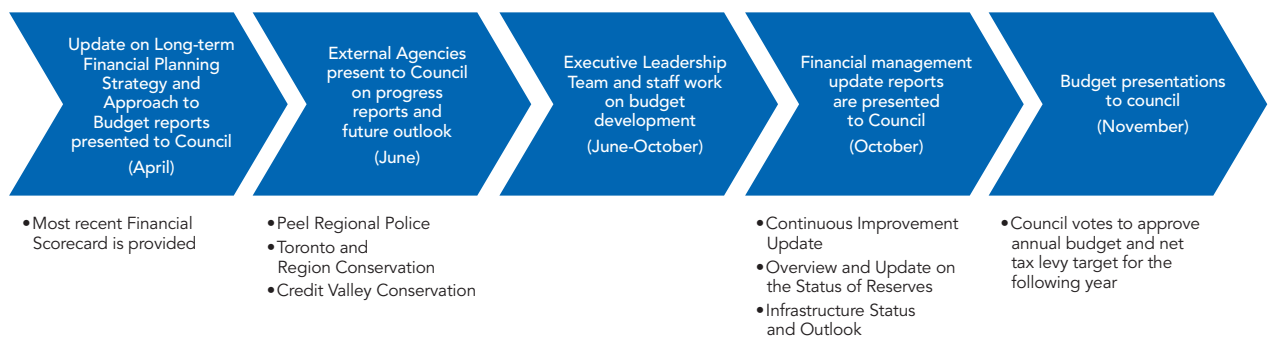 Update on Long-term
Financial Planning
Strategy and
Approach to
Budget reports
presented to Council
(April)
External Agencies
present to Council
on progress
reports and
future outlook
(June)
Executive Leadership
Team and staff work
on budget
development
(June-October)
Financial management
update reports
are presented
to Council
(October)
Budget presentations
to council
(November)
•Most recent Financial
Scorecard is provided
•Peel Regional Police
•Toronto and
Region Conservation
•Credit Valley Conservation
•Continuous Improvement
Update
•Overview and Update on
the Status of Reserves
•Infrastructure Status
and Outlook
•Council votes to approve
annual budget and net
tax levy target for the
following year